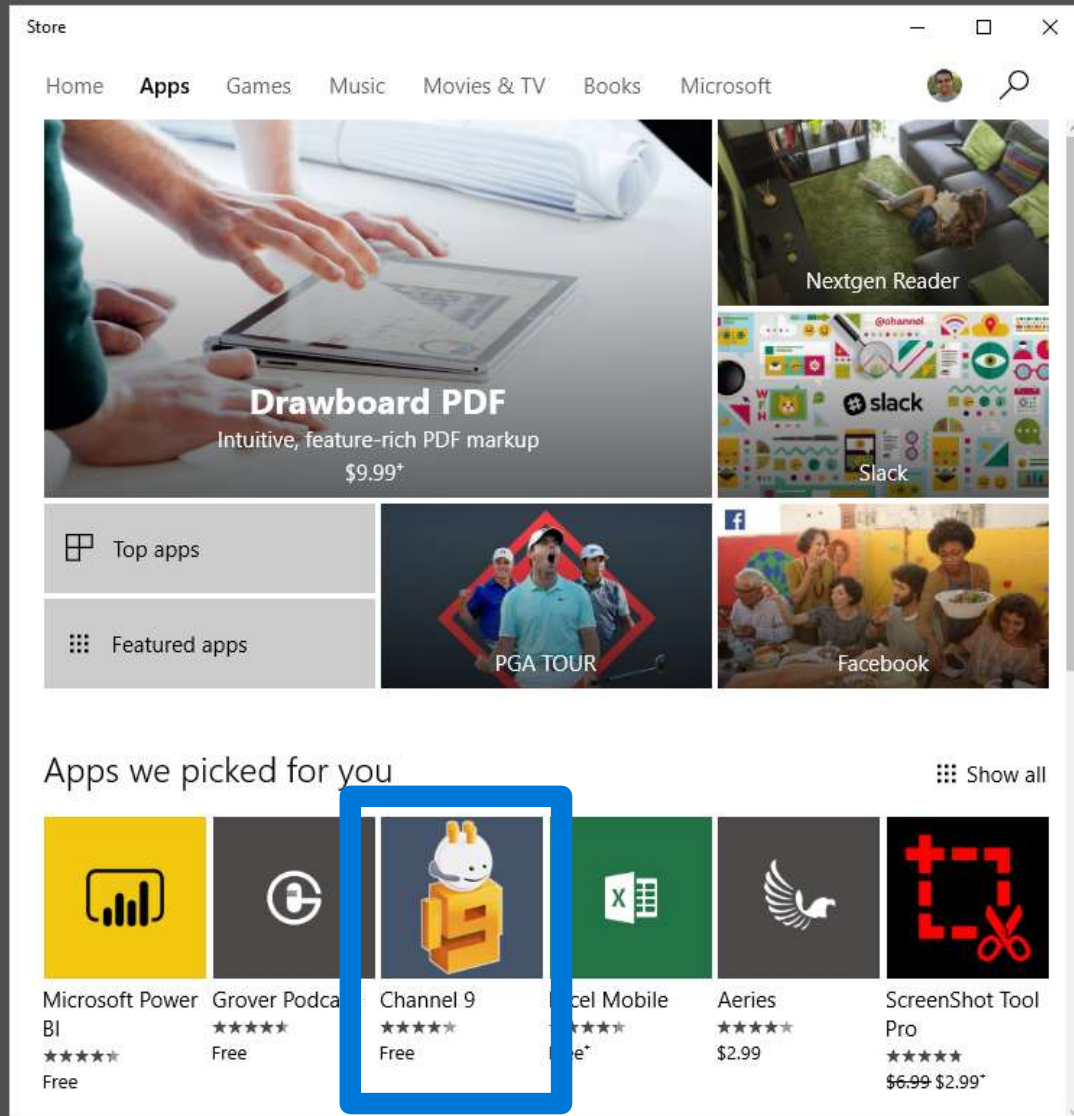 Store
Home Apps Games Music Movies & TV Books Microsoft
Nextgen Reader
@channel
slack
Slack
Drawboard PDF
Intuitive, feature-rich PDF markup
$9.99⁺
Top apps
Featured apps
PGA TOUR
Facebook
Apps we picked for you
Show all
9
Microsoft Power
BI
Free
Grover Podca
Free
Channel 9
Free
cel Mobile
Aeries
$2.99
ScreenShot Tool
Pro
$6.99 $2.99⁺